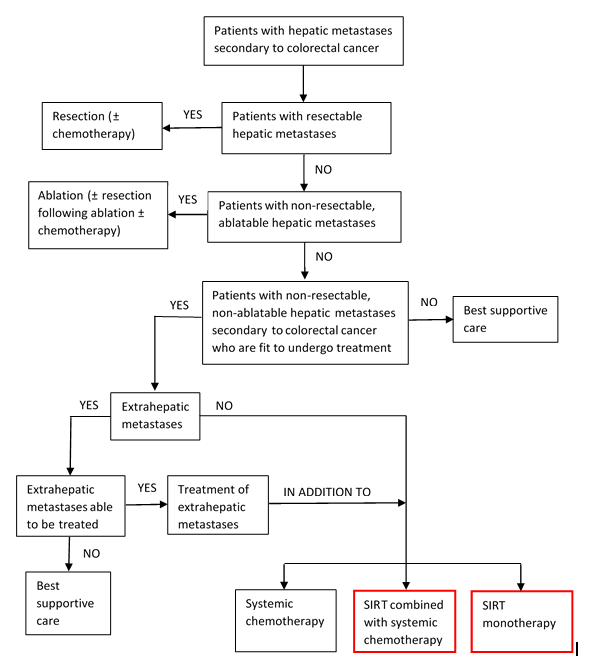 Patients with hepatic metastases
secondary to colorectal cancer
Resection (±
chemotherapy)
YES
Patients with resectable
hepatic metastases
NO
Ablation (± resection
following ablation ±
chemotherapy)
YES
Patients with non-resectable,
ablatable hepatic metastases
NO
YES
Patients with non-resectable,
non-ablatable hepatic metastases
secondary to colorectal cancer
who are fit to undergo treatment
NO
Best supportive
care
YES
Extrahepatic
metastases
NO
Extrahepatic
metastases able
to be treated
YES
Treatment of
extrahepatic
metastases
IN ADDITION TO
NO
Best
supportive
care
Systemic
chemotherapy
SIRT combined
with systemic
chemotherapy
SIRT
monotherapy